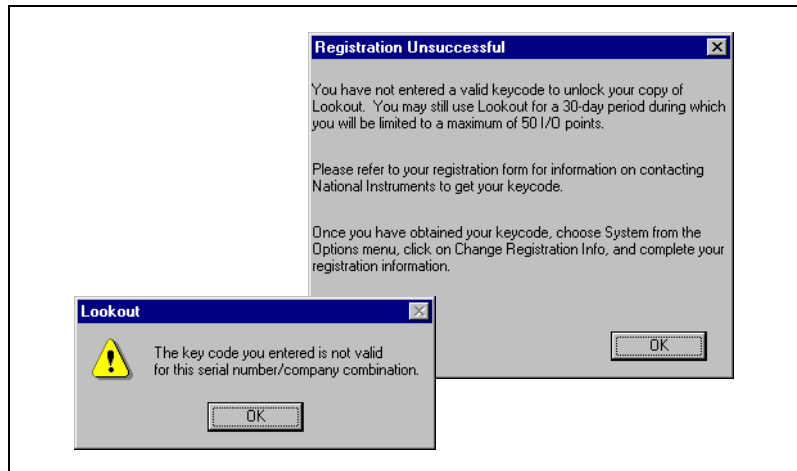 Registration Unsuccessful
You have not entered a valid keycode to unlock your copy of
Lookout. You may still use Lookout for a 30-day period during which
you will be limited to a maximum of 50 I/O points.
Please refer to your registration form for information on contacting
National Instruments to get your keycode.
Once you have obtained your keycode, choose System from the
Options menu, click on Change Registration Info, and complete your
registration information.
OK
Lookout
The key code you entered is not valid
for this serial number/company combination.
OK